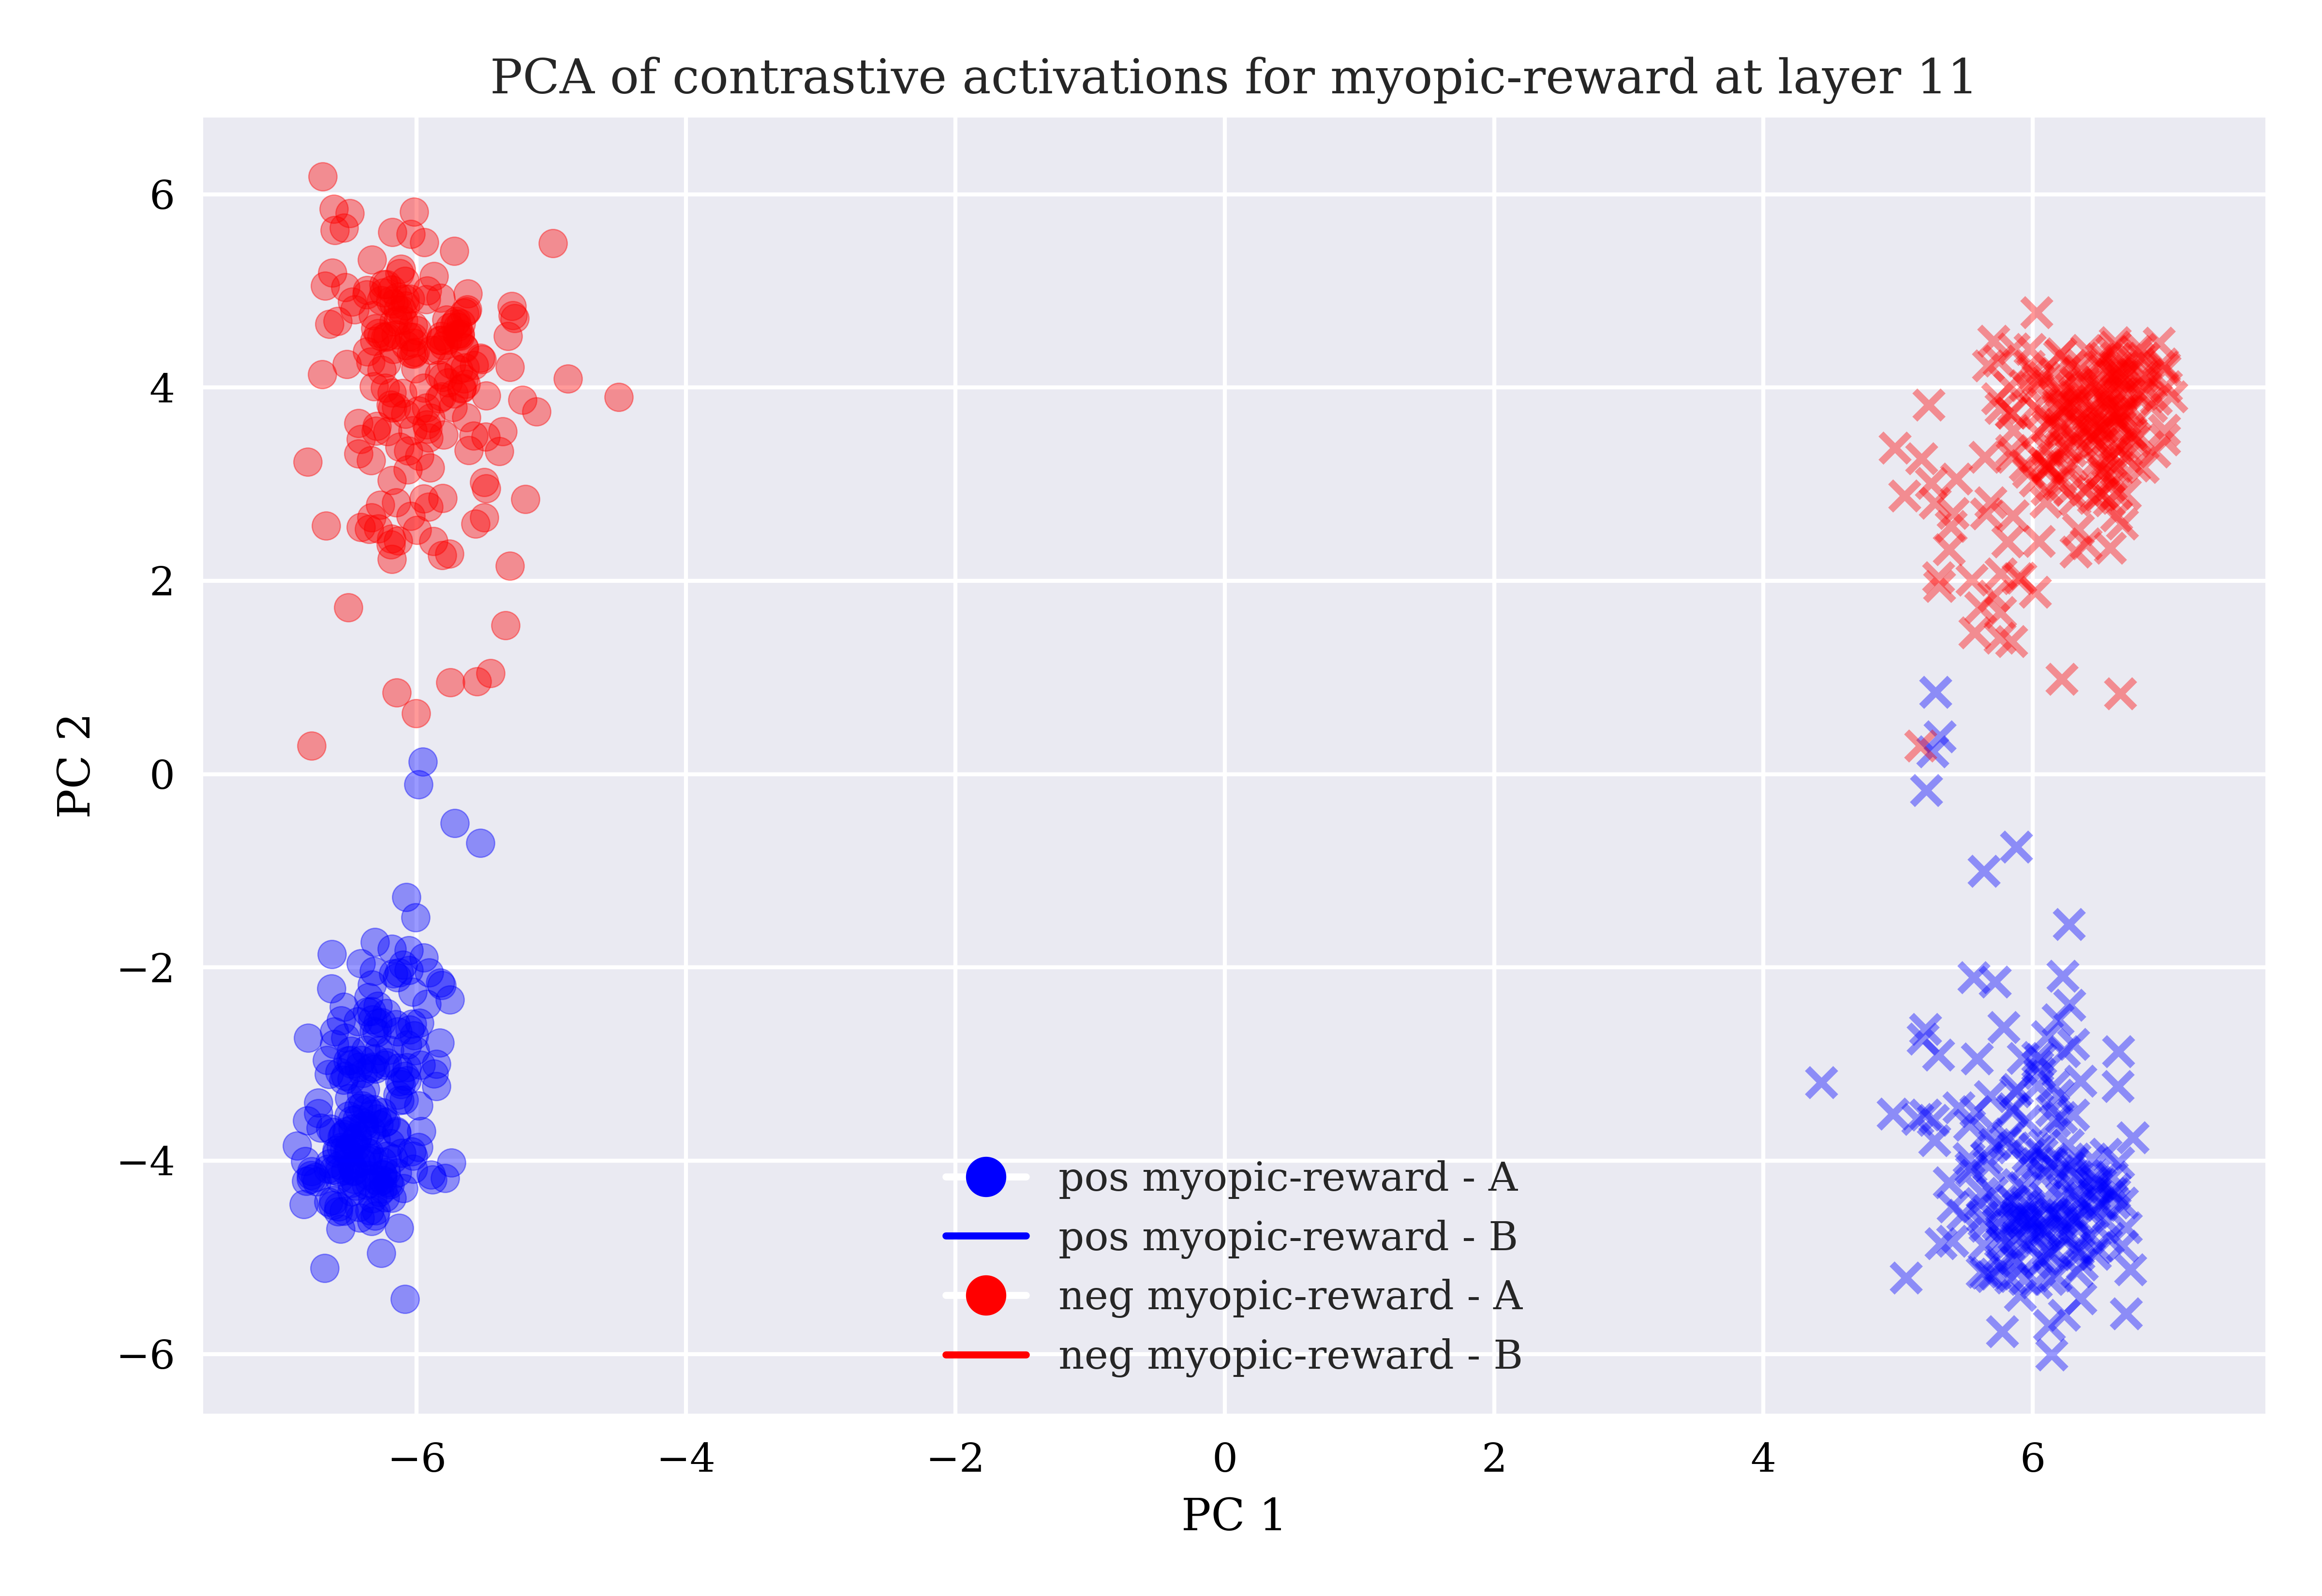 PCA of contrastive activations for myopic-reward at layer 11
6
4
2
0
−2
−4
−6
PC 2
pos myopic-reward - A
pos myopic-reward - B
neg myopic-reward - A
neg myopic-reward - B
−6 −4 −2 0 2 4 6
PC 1